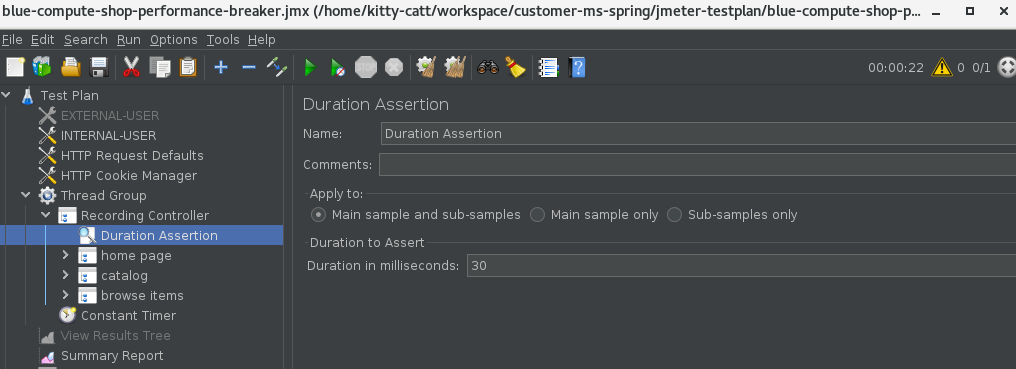 blue-compute-shop-performance-breaker.jmx (/home/kitty-catt/workspace/customer-ms-spring/jmeter-testplan/blue-compute-shop-p...
File Edit Search Run Options Tools Help
00:00:22 0 0/1
Test Plan
EXTERNAL-USER
INTERNAL-USER
HTTP Request Defaults
HTTP Cookie Manager
Thread Group
Recording Controller
Duration Assertion
home page
catalog
browse items
Constant Timer
View Results Tree
Summary Report
Duration Assertion
Name: Duration Assertion
Comments:
Apply to:
Main sample and sub-samples Main sample only Sub-samples only
Duration to Assert
Duration in milliseconds: 30